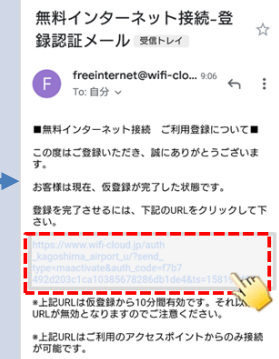 無料インターネット接続-登
録認証メール 受信トレイ
F
freeinternet@wifi-clo... 9:06
To: 自分
■無料インターネット接続 ご利用登録について■
この度はご登録いただき、誠にありがとうございま
す。
お客様は現在、仮登録が完了した状態です。
登録を完了させるには、下記のURLをクリックして下
さい。
https://www.wifi-cloud.jp/auth
_kagoshima_airport_u/?send_
type=maactivate&auth_code=f7b7
492d203c1ca10385678286db1de4&ts=1581
*上記URLは仮登録から10分間有効です。それ以
URLが無効となりますのでご注意ください。
*上記URLはご利用のアクセスポイントからのみ接続
が可能です。